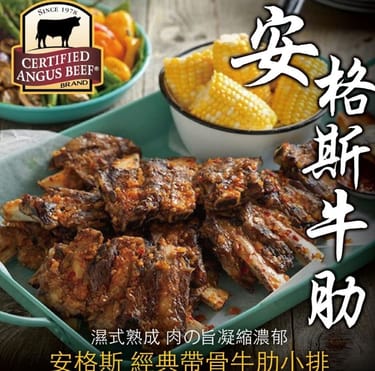 SINCE 1978
CERTIFIED
ANGUS BEEF®
BRAND
安格斯牛肋
濕式熟成 肉の旨凝縮濃郁
安格斯 經典帶骨牛肋小排